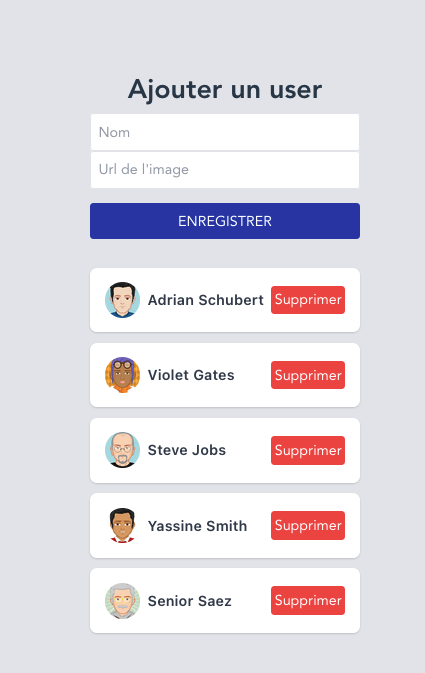 Ajouter un user
Nom
Url de l'image
ENREGISTRER
Adrian Schubert Supprimer
Violet Gates Supprimer
Steve Jobs Supprimer
Yassine Smith Supprimer
Senior Saez Supprimer